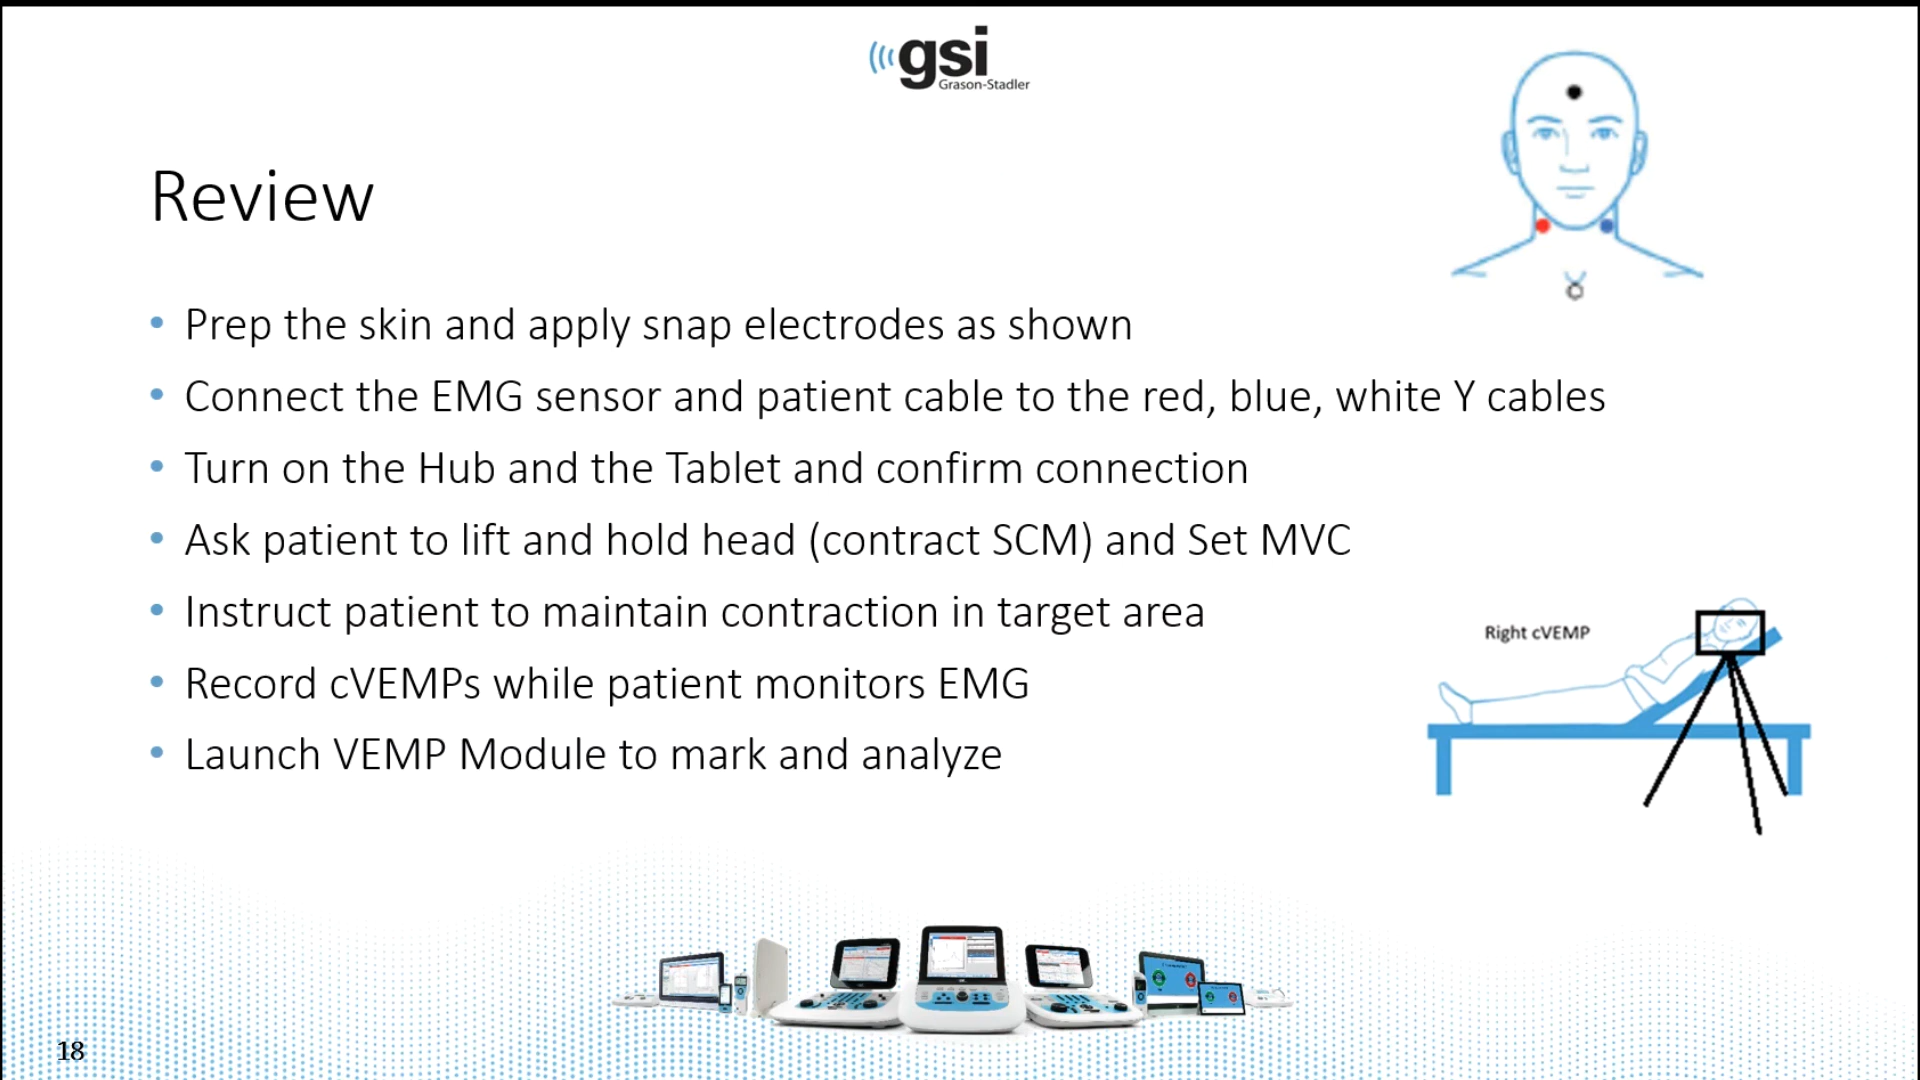 gsi
Grason-Stadler
Review
• Prep the skin and apply snap electrodes as shown
• Connect the EMG sensor and patient cable to the red, blue, white Y cables
• Turn on the Hub and the Tablet and confirm connection
• Ask patient to lift and hold head (contract SCM) and Set MVC
• Instruct patient to maintain contraction in target area
• Record cVEMPs while patient monitors EMG
• Launch VEMP Module to mark and analyze
Right cVEMP
18